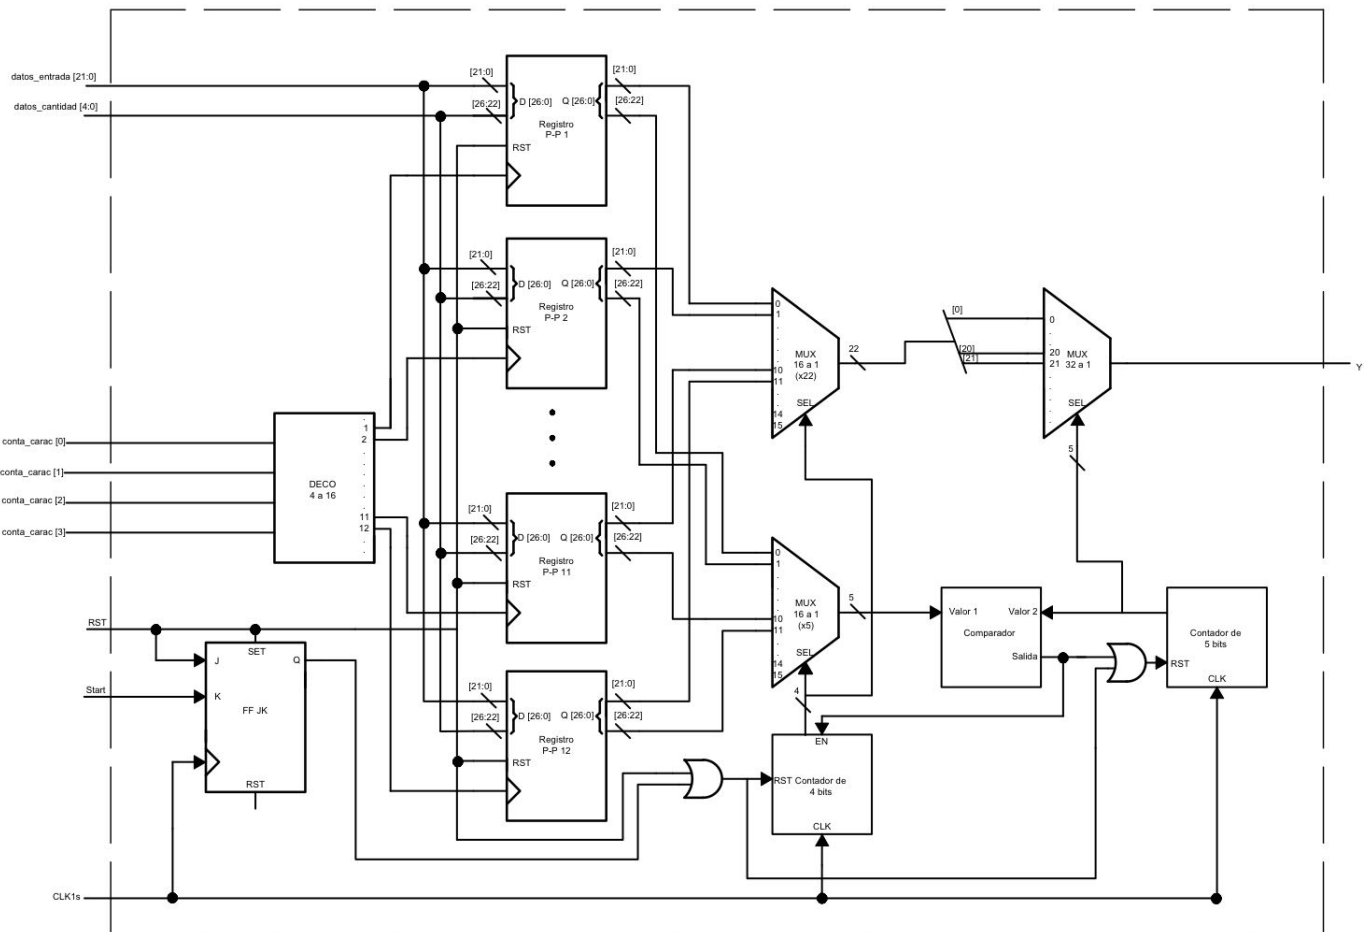 datos_entrada [21:0]
datos_cantidad [4:0]
[21:0]
[26:22]
D [26:0]
Q [26:0]
Registro
P-P 1
RST
[21:0]
[26:22]
[21:0]
[26:22]
D [26:0]
Q [26:0]
Registro
P-P 2
RST
[21:0]
[26:22]
0
1
10
11
14
15
MUX
16 a 1
(x22)
SEL
22
[0]
[20]
[21]
0
20
21
MUX
32 a 1
SEL
5
Y
conta_carac [0]
conta_carac [1]
conta_carac [2]
conta_carac [3]
DECO
4 a 16
1
2
11
12
[21:0]
[26:22]
D [26:0]
Q [26:0]
Registro
P-P 11
RST
[21:0]
[26:22]
0
1
10
11
14
15
MUX
16 a 1
(x5)
SEL
5
4
Valor 1
Valor 2
Comparador
Salida
Contador de
5 bits
RST
CLK
RST
Start
SET
J
Q
K
FF JK
RST
[21:0]
[26:22]
D [26:0]
Q [26:0]
Registro
P-P 12
RST
[21:0]
[26:22]
EN
RST Contador de
4 bits
CLK
CLK1s